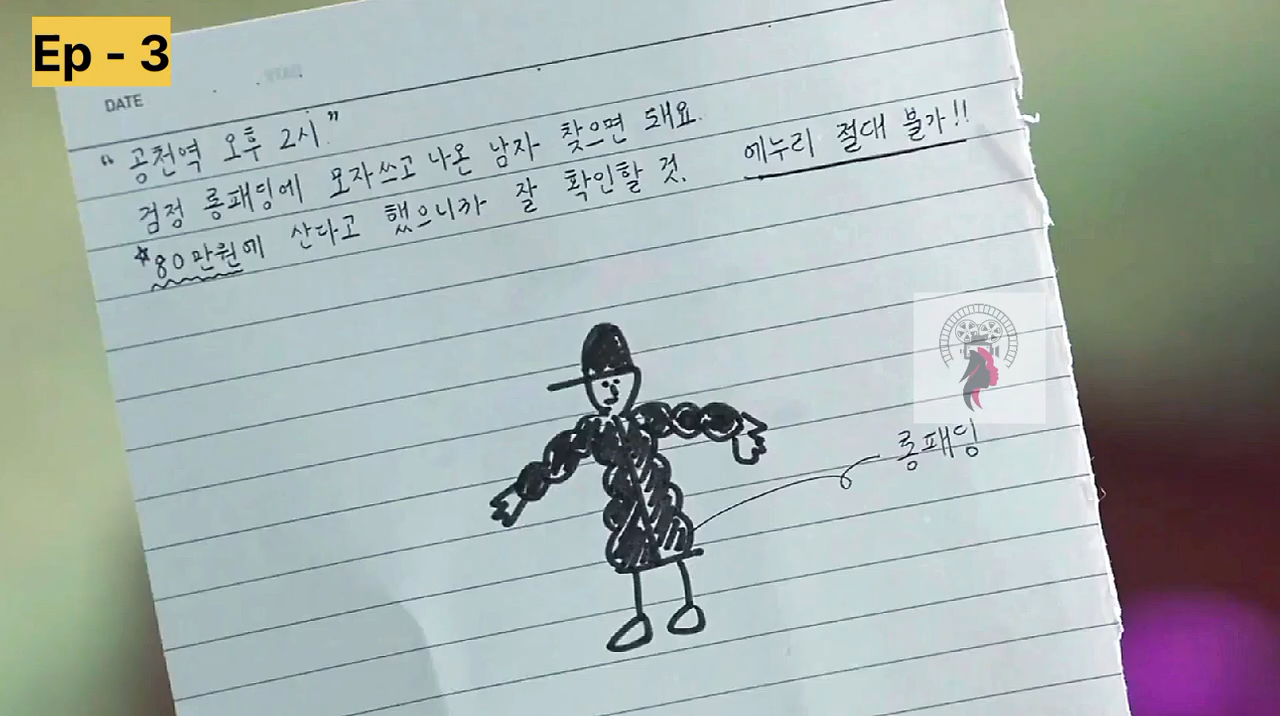 Ep - 3
DATE
“공천역 오후 2시.”
검정 롱패딩에 모자쓰고 나온 남자 찾으면 돼요.
*80만원에 산다고 했으니까 잘 확인할 것. 에누리 절대 불가!!
롱패딩